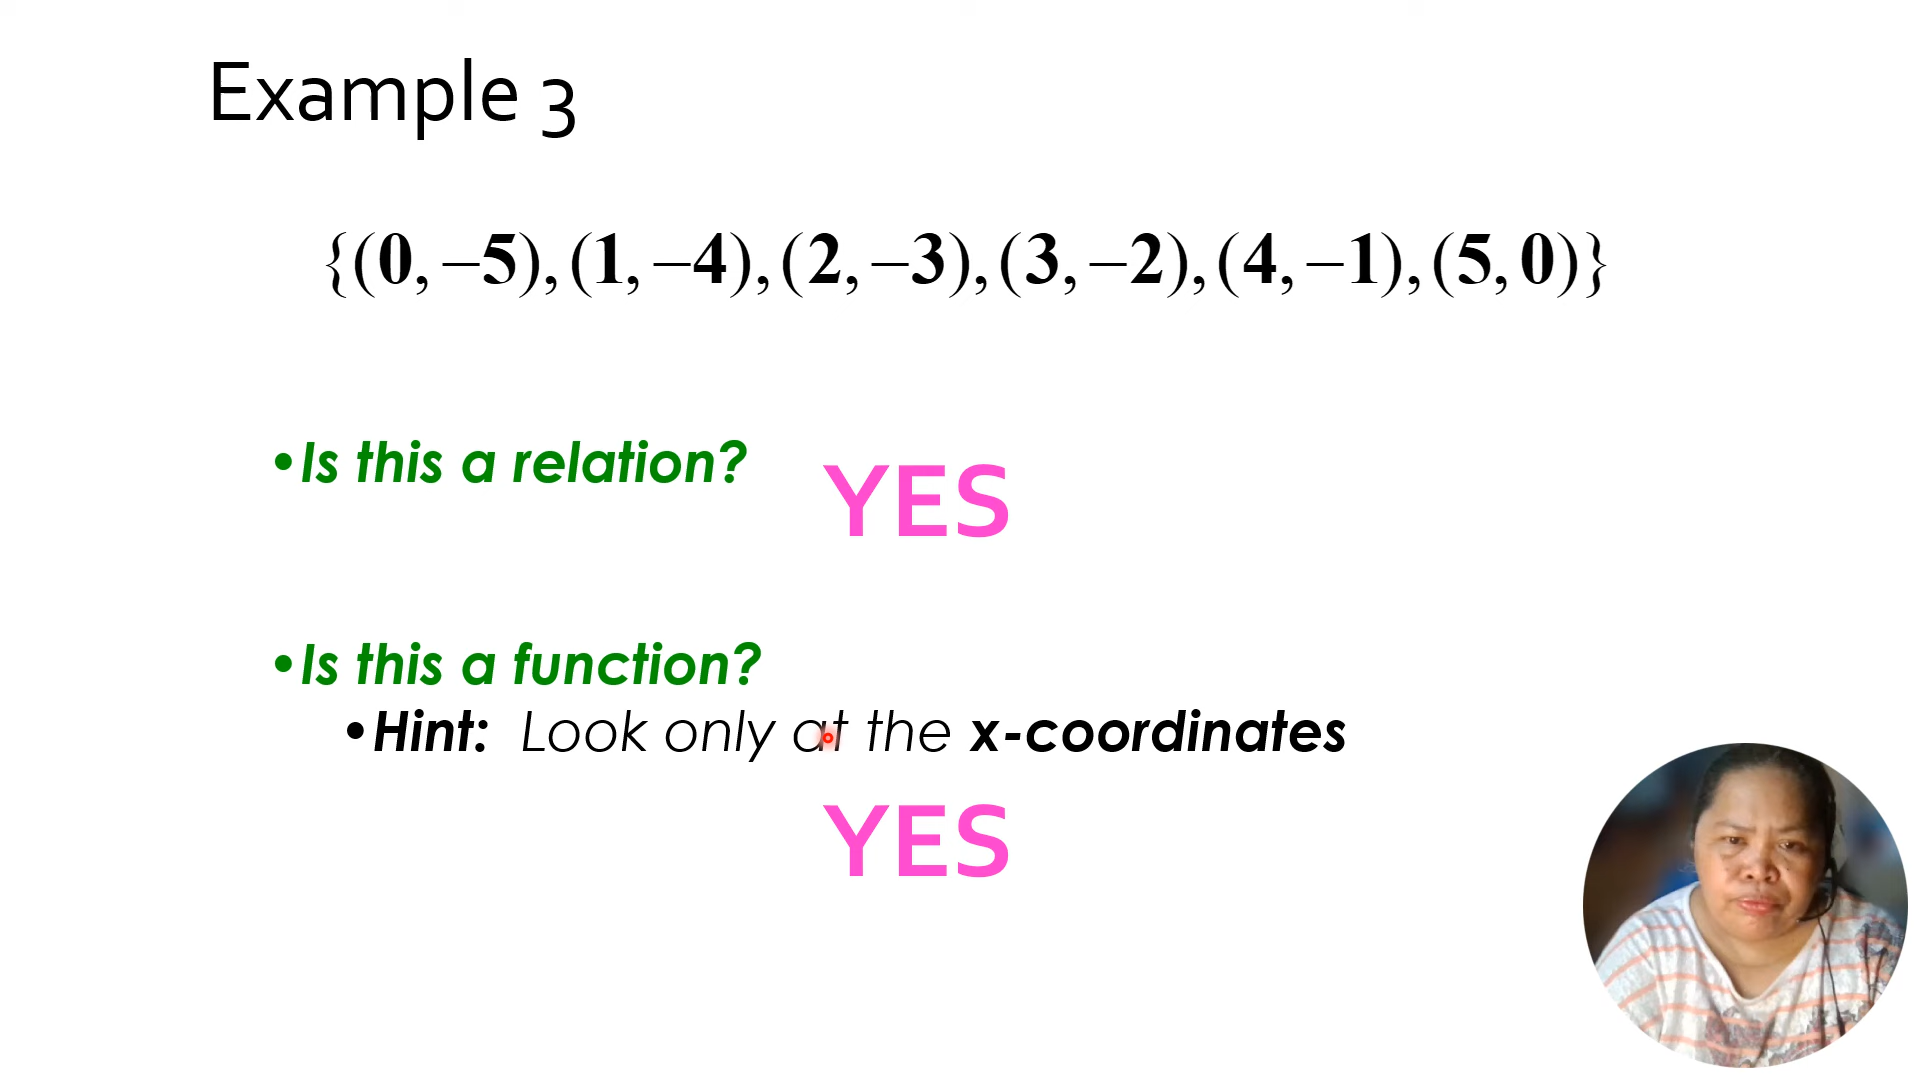 Example 3
{(0, –5), (1, –4), (2, –3), (3, –2), (4, –1), (5, 0)}
•Is this a relation?
YES
•Is this a function?
•Hint: Look only at the x-coordinates
YES